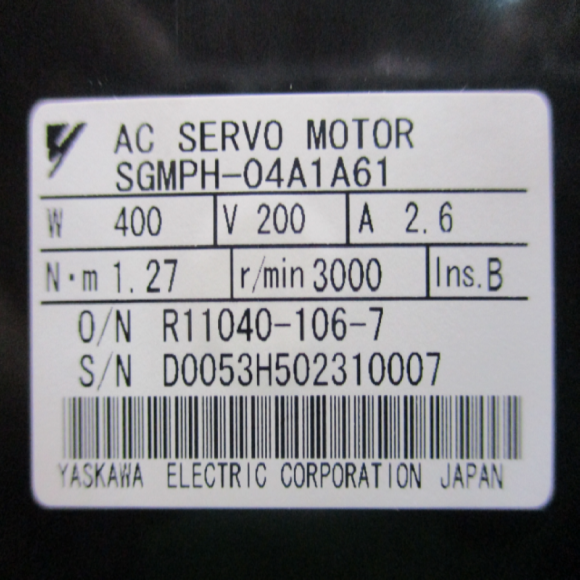 AC SERVO MOTOR
SGMPH-04A1A61
W 400 V 200 A 2.6
N·m 1.27 r/min 3000 Ins.B
O/N R11040-106-7
S/N D0053H502310007
YASKAWA ELECTRIC CORPORATION JAPAN